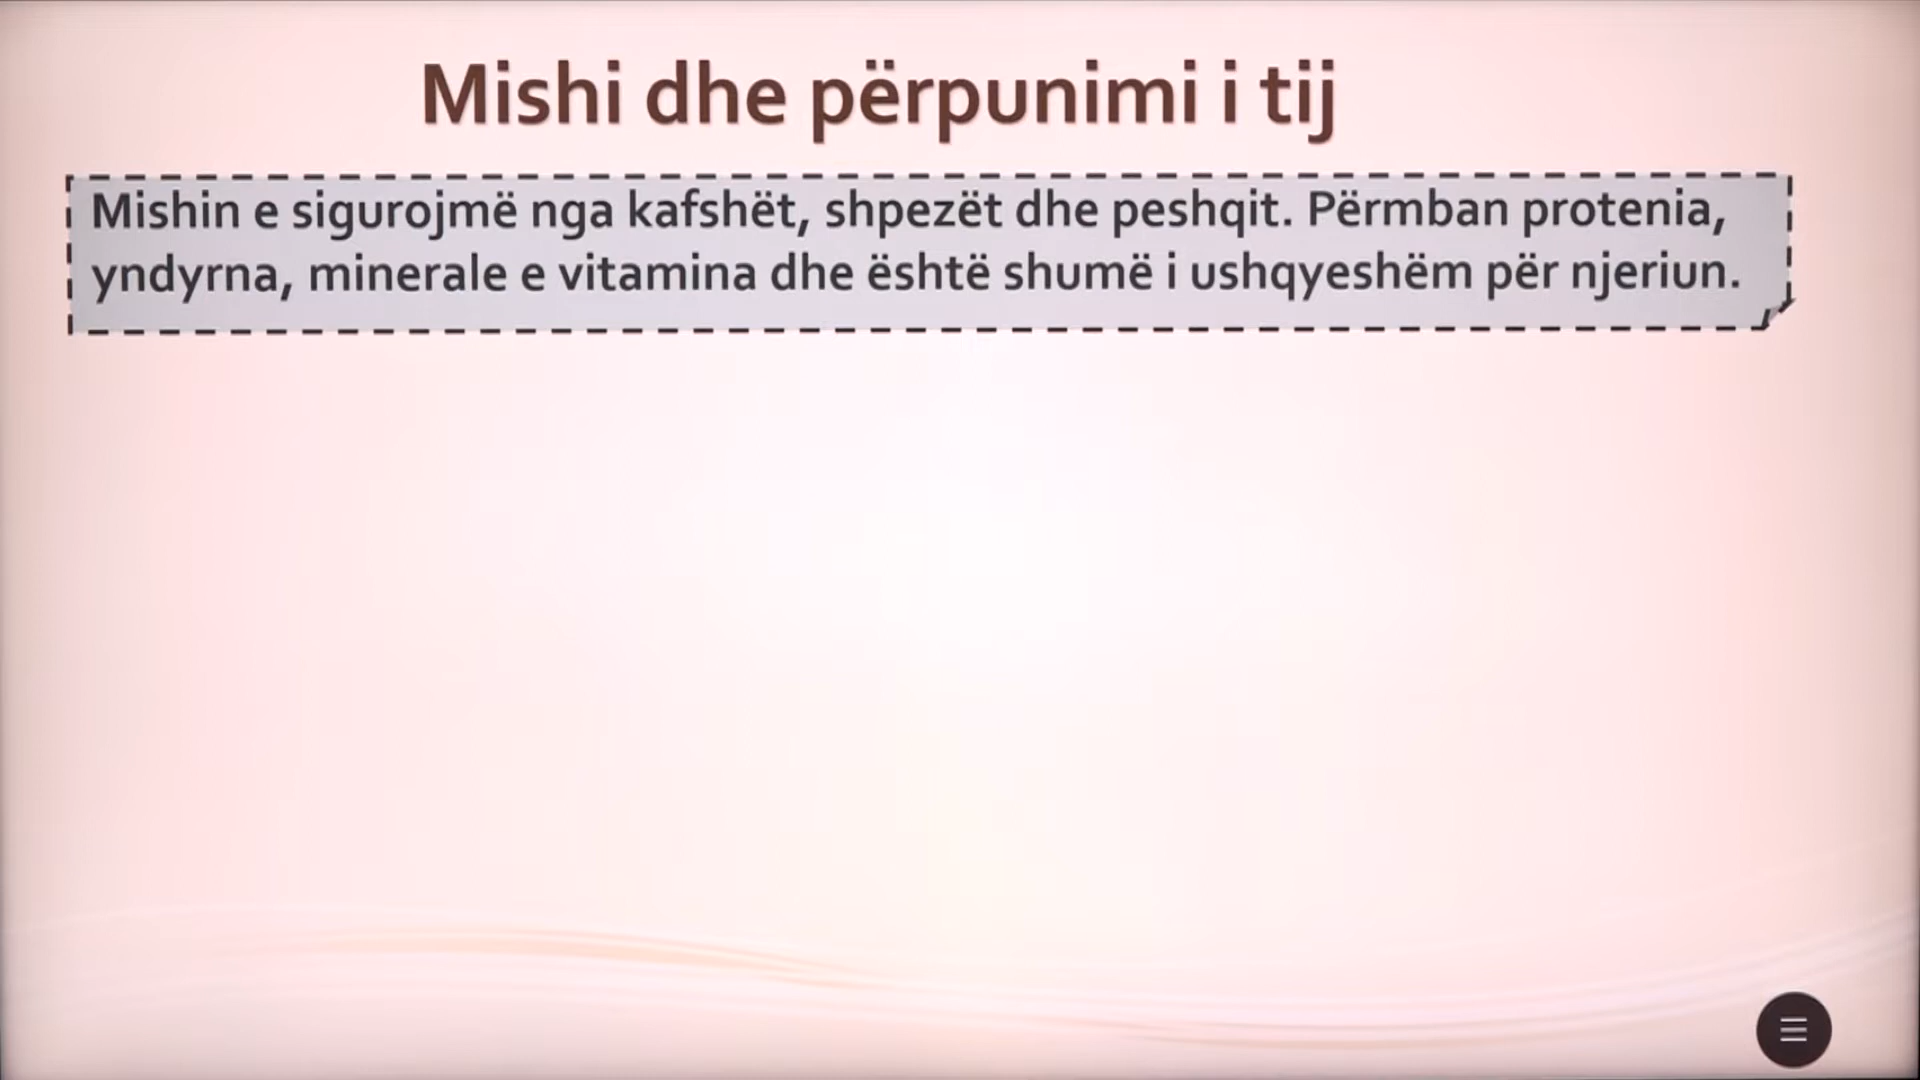 Mishi dhe përpunimi i tij
Mishin e sigurojmë nga kafshët, shpezët dhe peshqit. Përmban protenia,
yndyrna, minerale e vitamina dhe është shumë i ushqyeshëm për njeriun.